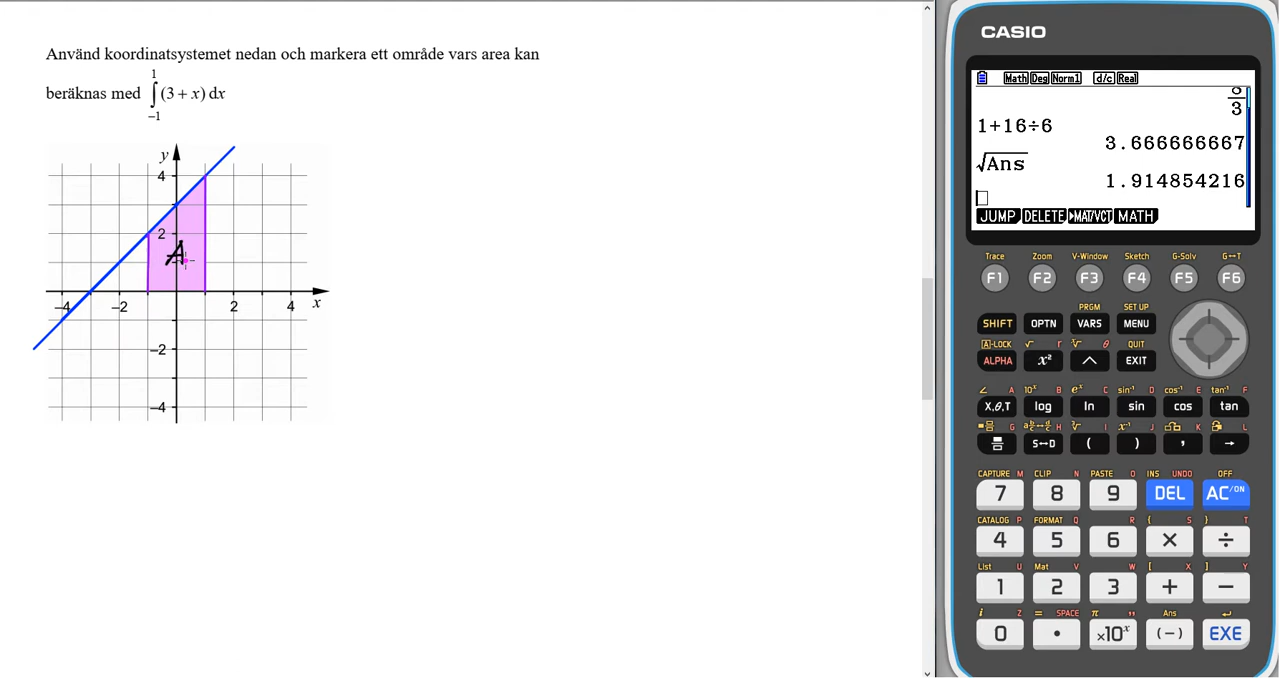 Använd koordinatsystemet nedan och markera ett område vars area kan
beräknas med ∫₋₁¹ (3 + x) dx
y
4
2
A
-4 -2 2 4 x
-2
-4
CASIO
Math Deg Norm1 d/c Real
3
1+16÷6
3.666666667
√Ans
1.914854216
JUMP DELETE ▶MAT/VCT MATH
Trace Zoom V-Window Sketch G-Solv G↔T
F1 F2 F3 F4 F5 F6
PRGM SET UP
SHIFT OPTN VARS MENU
A-LOCK √ r ∛ θ QUIT
ALPHA x² ^ EXIT
∠ A 10ˣ B eˣ C sin⁻¹ D cos⁻¹ E tan⁻¹ F
X,θ,T log ln sin cos tan
G H I x⁻¹ J K L
S↔D ( ) , →
CAPTURE M CLIP N PASTE O INS UNDO OFF
7 8 9 DEL AC/ON
CATALOG P FORMAT Q R { S } T
4 5 6 × ÷
List U Mat V W [ X ] Y
1 2 3 + −
i Z = SPACE π " Ans ↵
0 • ×10ˣ (−) EXE